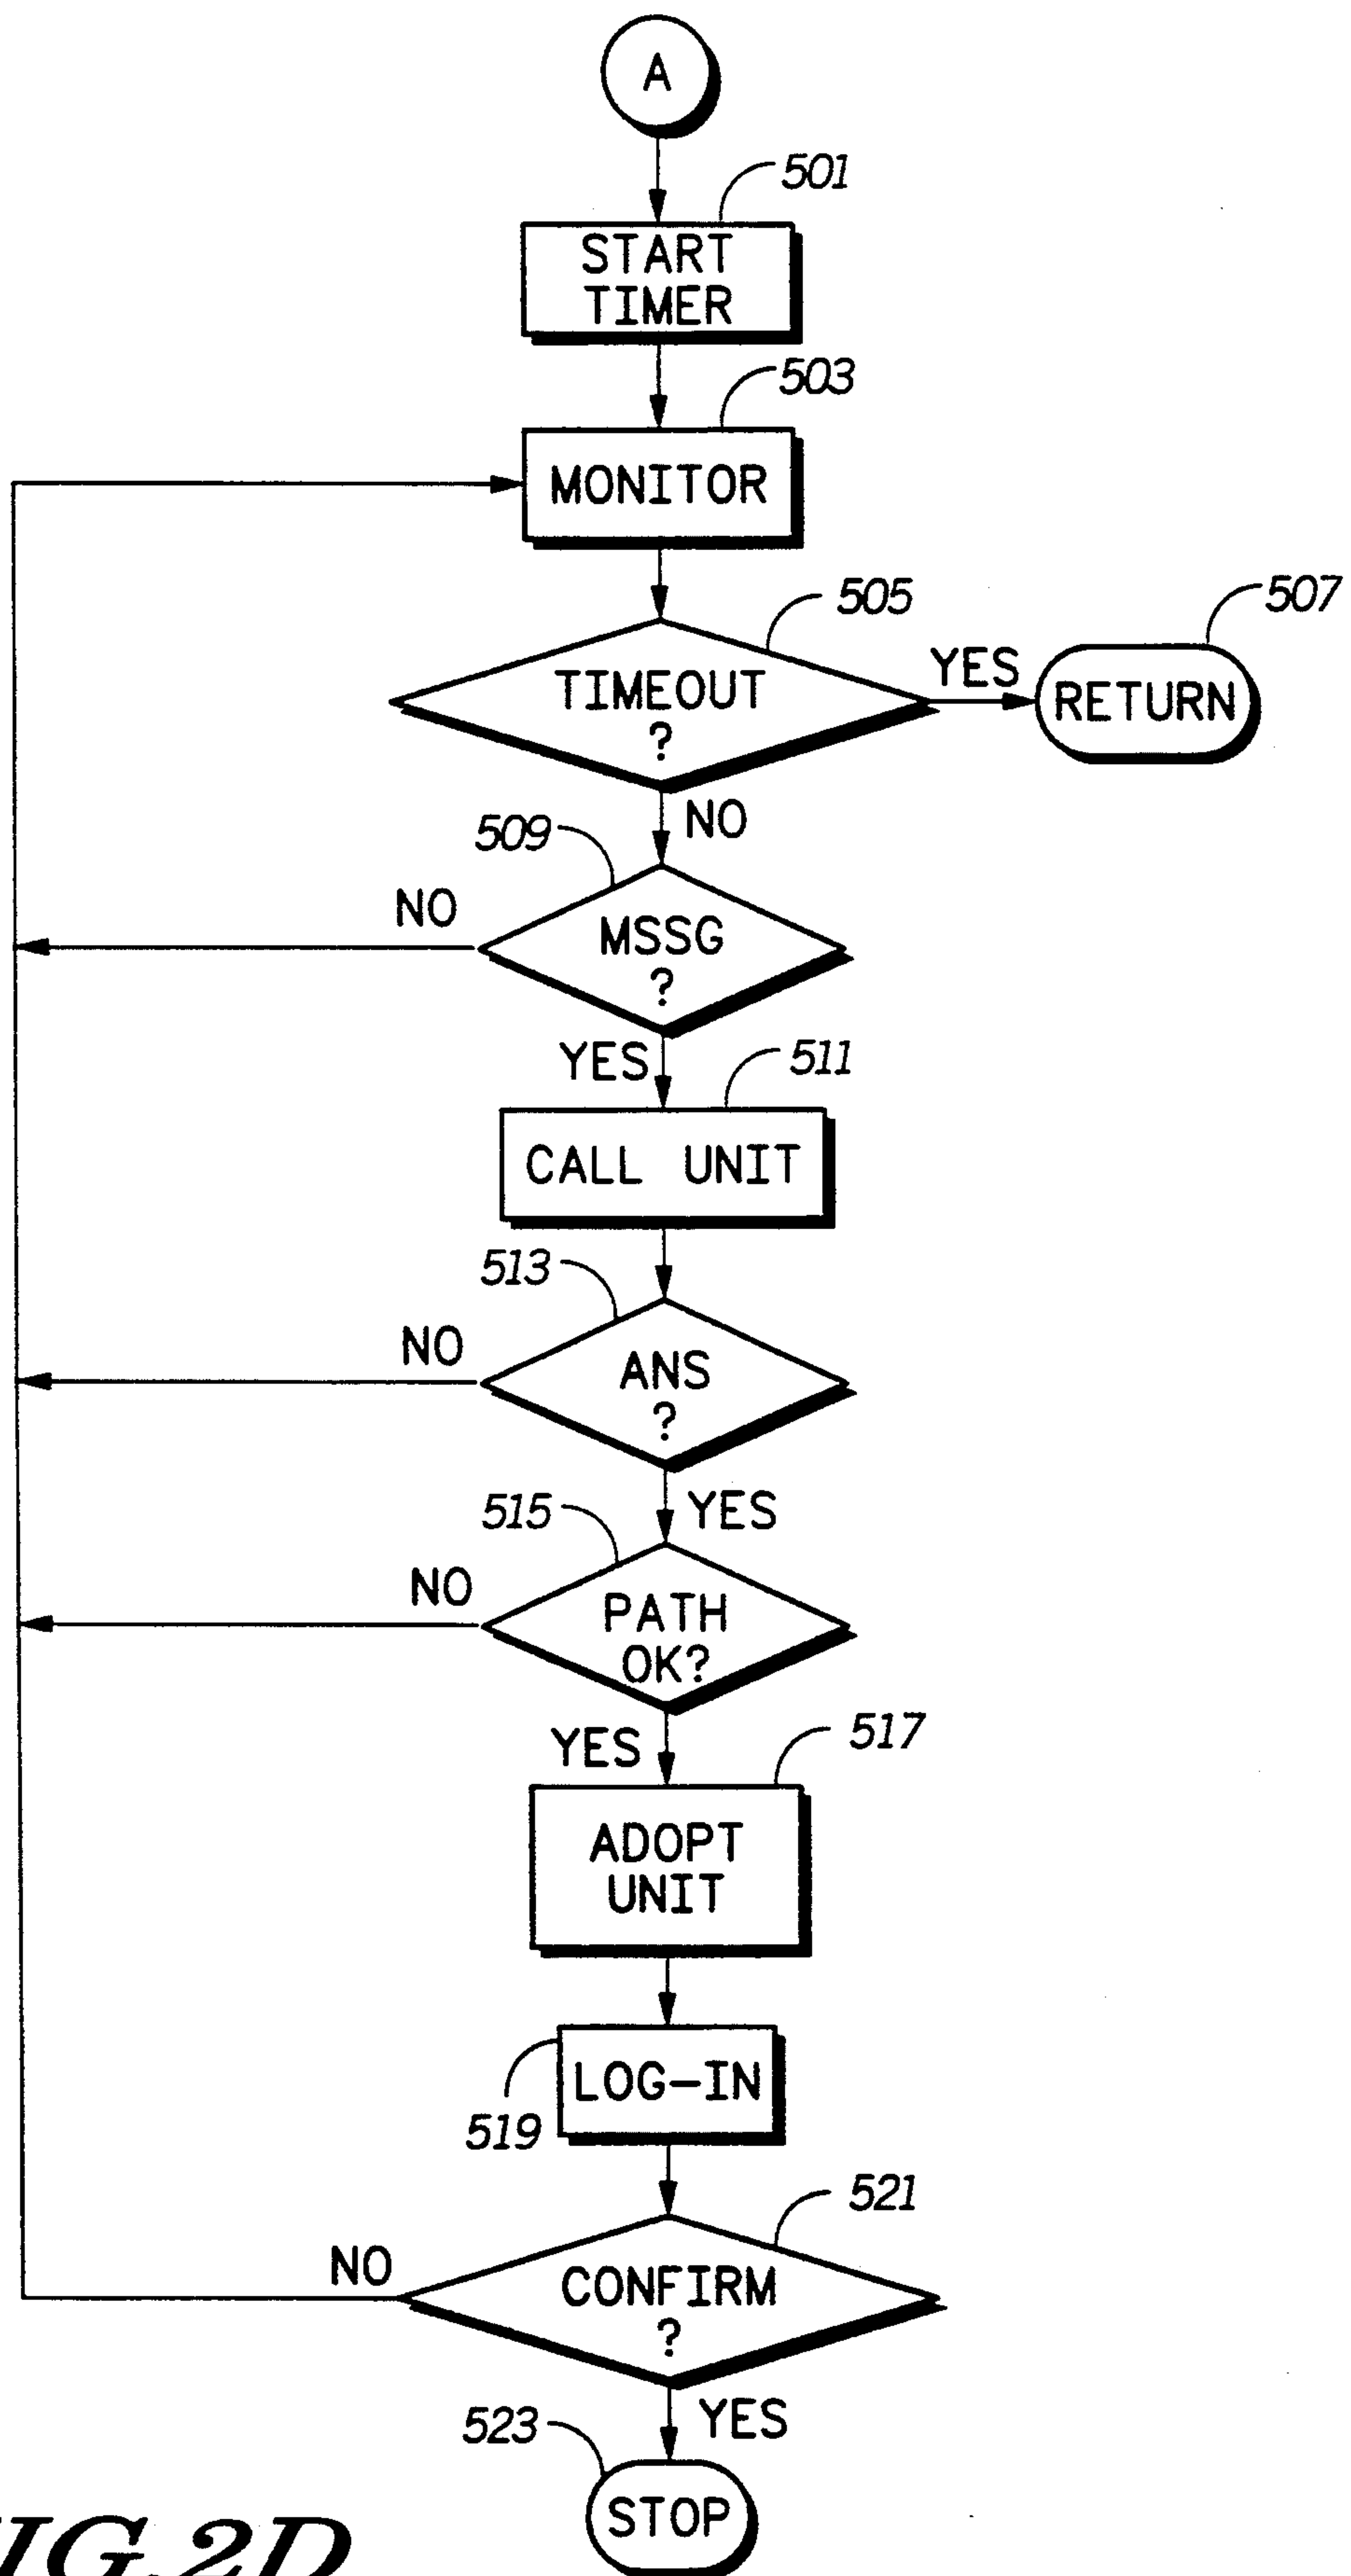 A
501
START
TIMER
503
MONITOR
505
507
TIMEOUT
?
YES
RETURN
NO
509
NO
MSSG
?
YES
511
CALL UNIT
513
NO
ANS
?
YES
515
NO
PATH
OK?
YES
517
ADOPT
UNIT
LOG-IN
519
521
NO
CONFIRM
?
YES
523
STOP
IG.2D